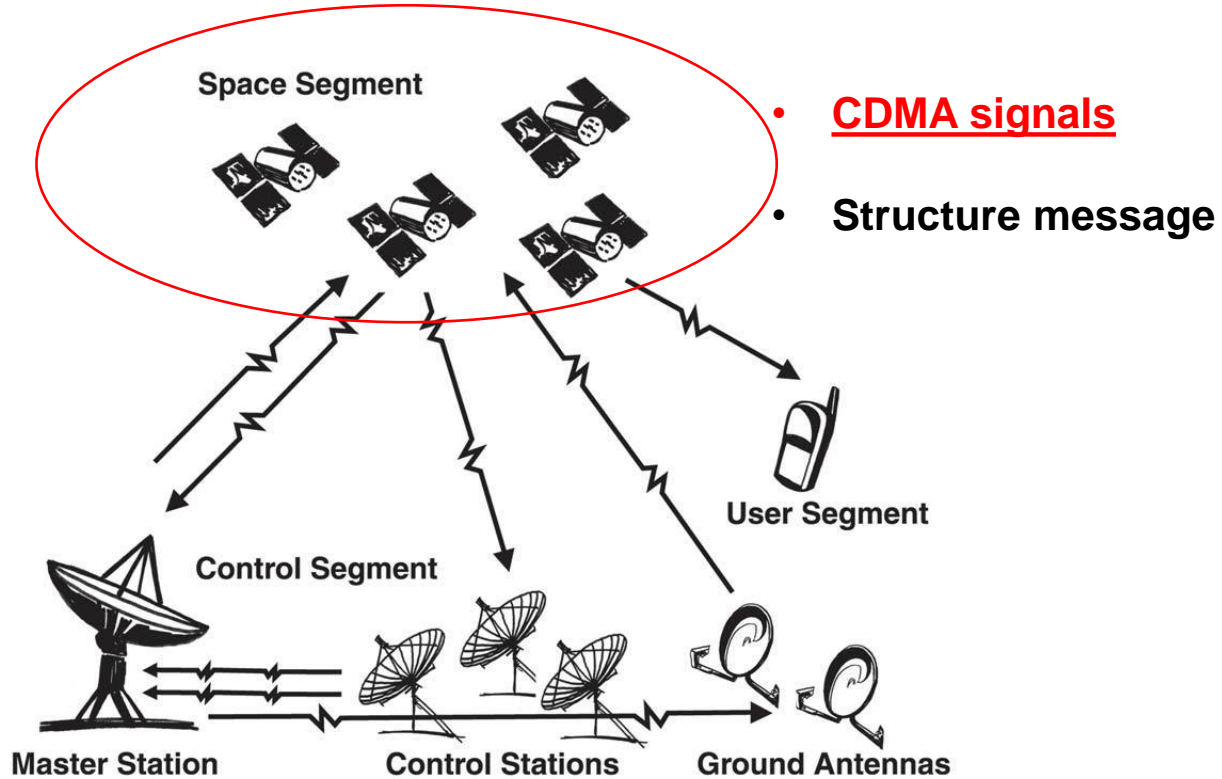 Space Segment
• CDMA signals
• Structure message
User Segment
Control Segment
Master Station
Control Stations
Ground Antennas